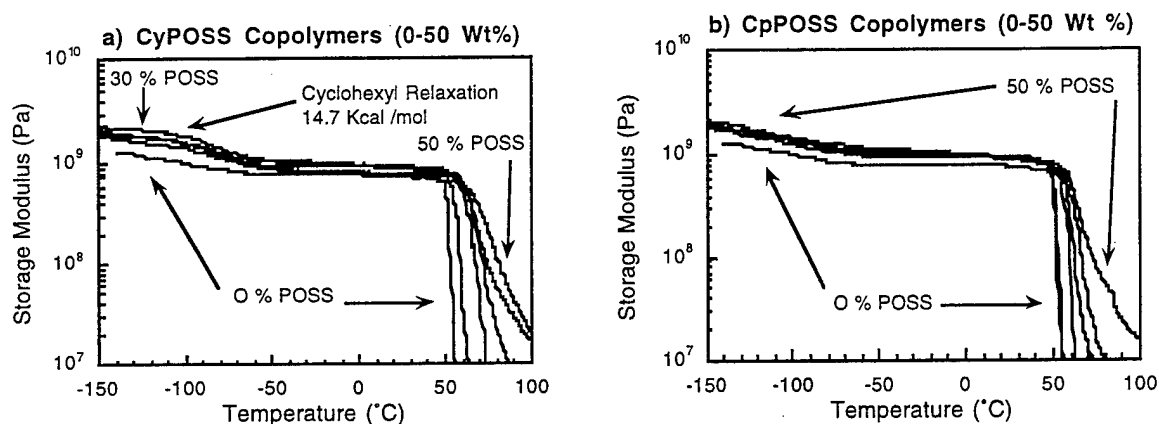 a) CyPOSS Copolymers (0-50 Wt%)
10^10
10^9
10^8
10^7
Storage Modulus (Pa)
30 % POSS
Cyclohexyl Relaxation
14.7 Kcal /mol
50 % POSS
O % POSS
-150 -100 -50 0 50 100
Temperature (˚C)
b) CpPOSS Copolymers (0-50 Wt %)
10^10
10^9
10^8
10^7
Storage Modulus (Pa)
50 % POSS
O % POSS
-150 -100 -50 0 50 100
Temperature (˚C)